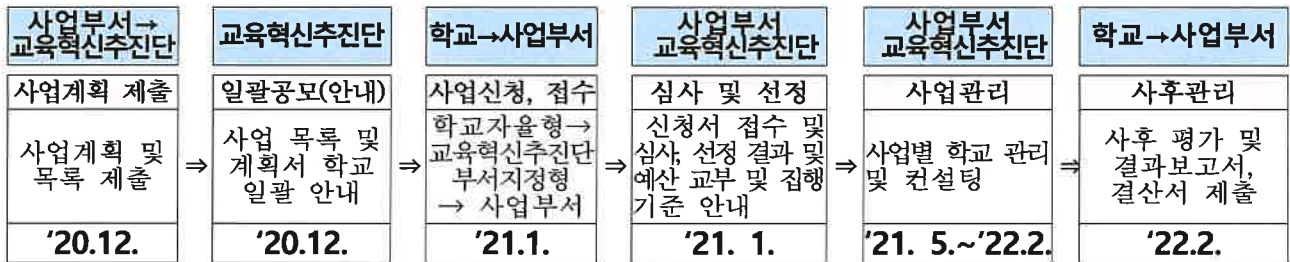 사업부서→
교육혁신추진단
교육혁신추진단
학교→사업부서
사업부서
교육혁신추진단
사업부서
교육혁신추진단
학교→사업부서
사업계획 제출
일괄공모(안내)
사업신청, 접수
심사 및 선정
사업관리
사후관리
사업계획 및
목록 제출
⇒
사업 목록 및
계획서 학교
일괄 안내
⇒
학교자율형→
교육혁신추진단
부서지정형
→ 사업부서
⇒
신청서 접수 및
심사, 선정 결과 및
예산 교부 및 집행
기준 안내
⇒
사업별 학교 관리
및 컨설팅
⇒
사후 평가 및
결과보고서,
결산서 제출
'20.12.
'20.12.
'21.1.
'21. 1.
'21. 5.~'22.2.
'22.2.